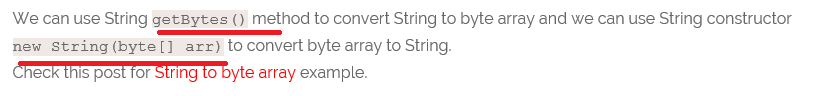 We can use String getBytes() method to convert String to byte array and we can use String constructor
new String(byte[] arr) to convert byte array to String.
Check this post for String to byte array example.